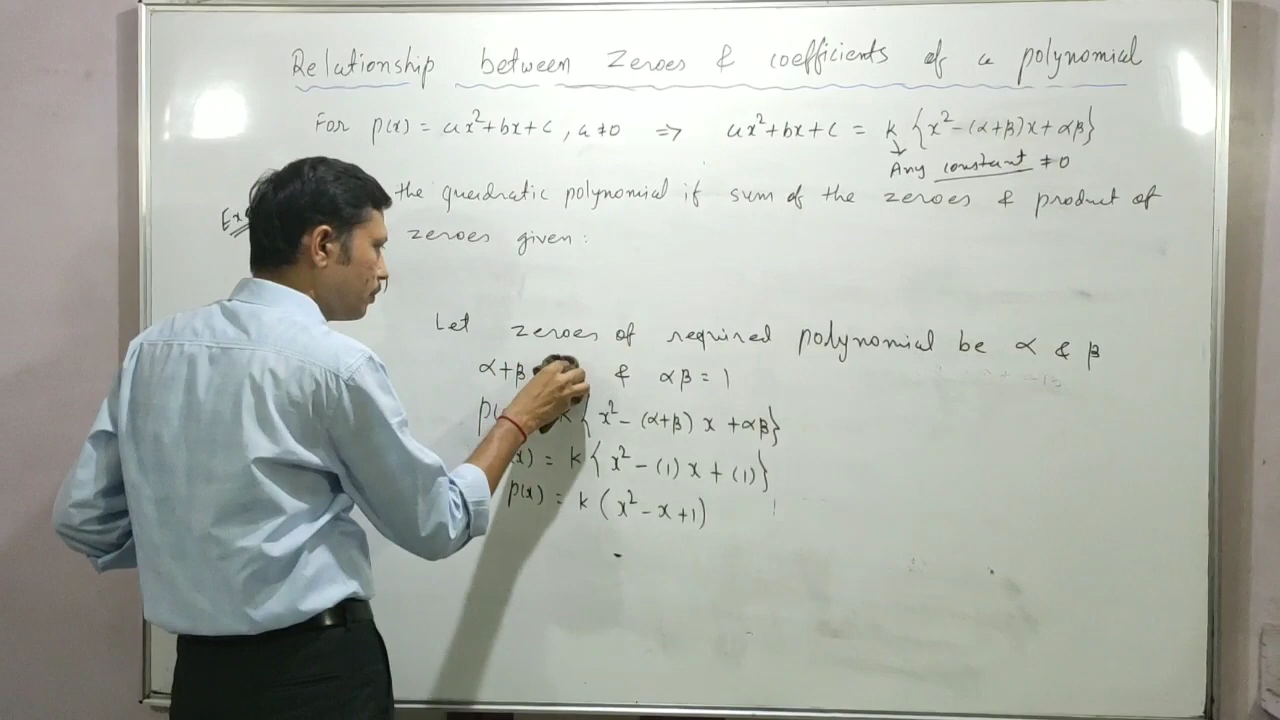 Relationship between Zeroes & coefficients of a polynomial
For p(x) = ax²+bx+c, a≠0 ⇒ ax²+bx+c = k {x²-(α+β)x+αβ}
Any constant ≠0
the quadratic polynomial if sum of the zeroes & product of
zeroes given:
Let zeroes of required polynomial be α & β
α+β & αβ = 1
k{x² - (α+β) x + αβ}
= k{x² - (1) x + (1)}
p(x) = k (x² - x + 1)